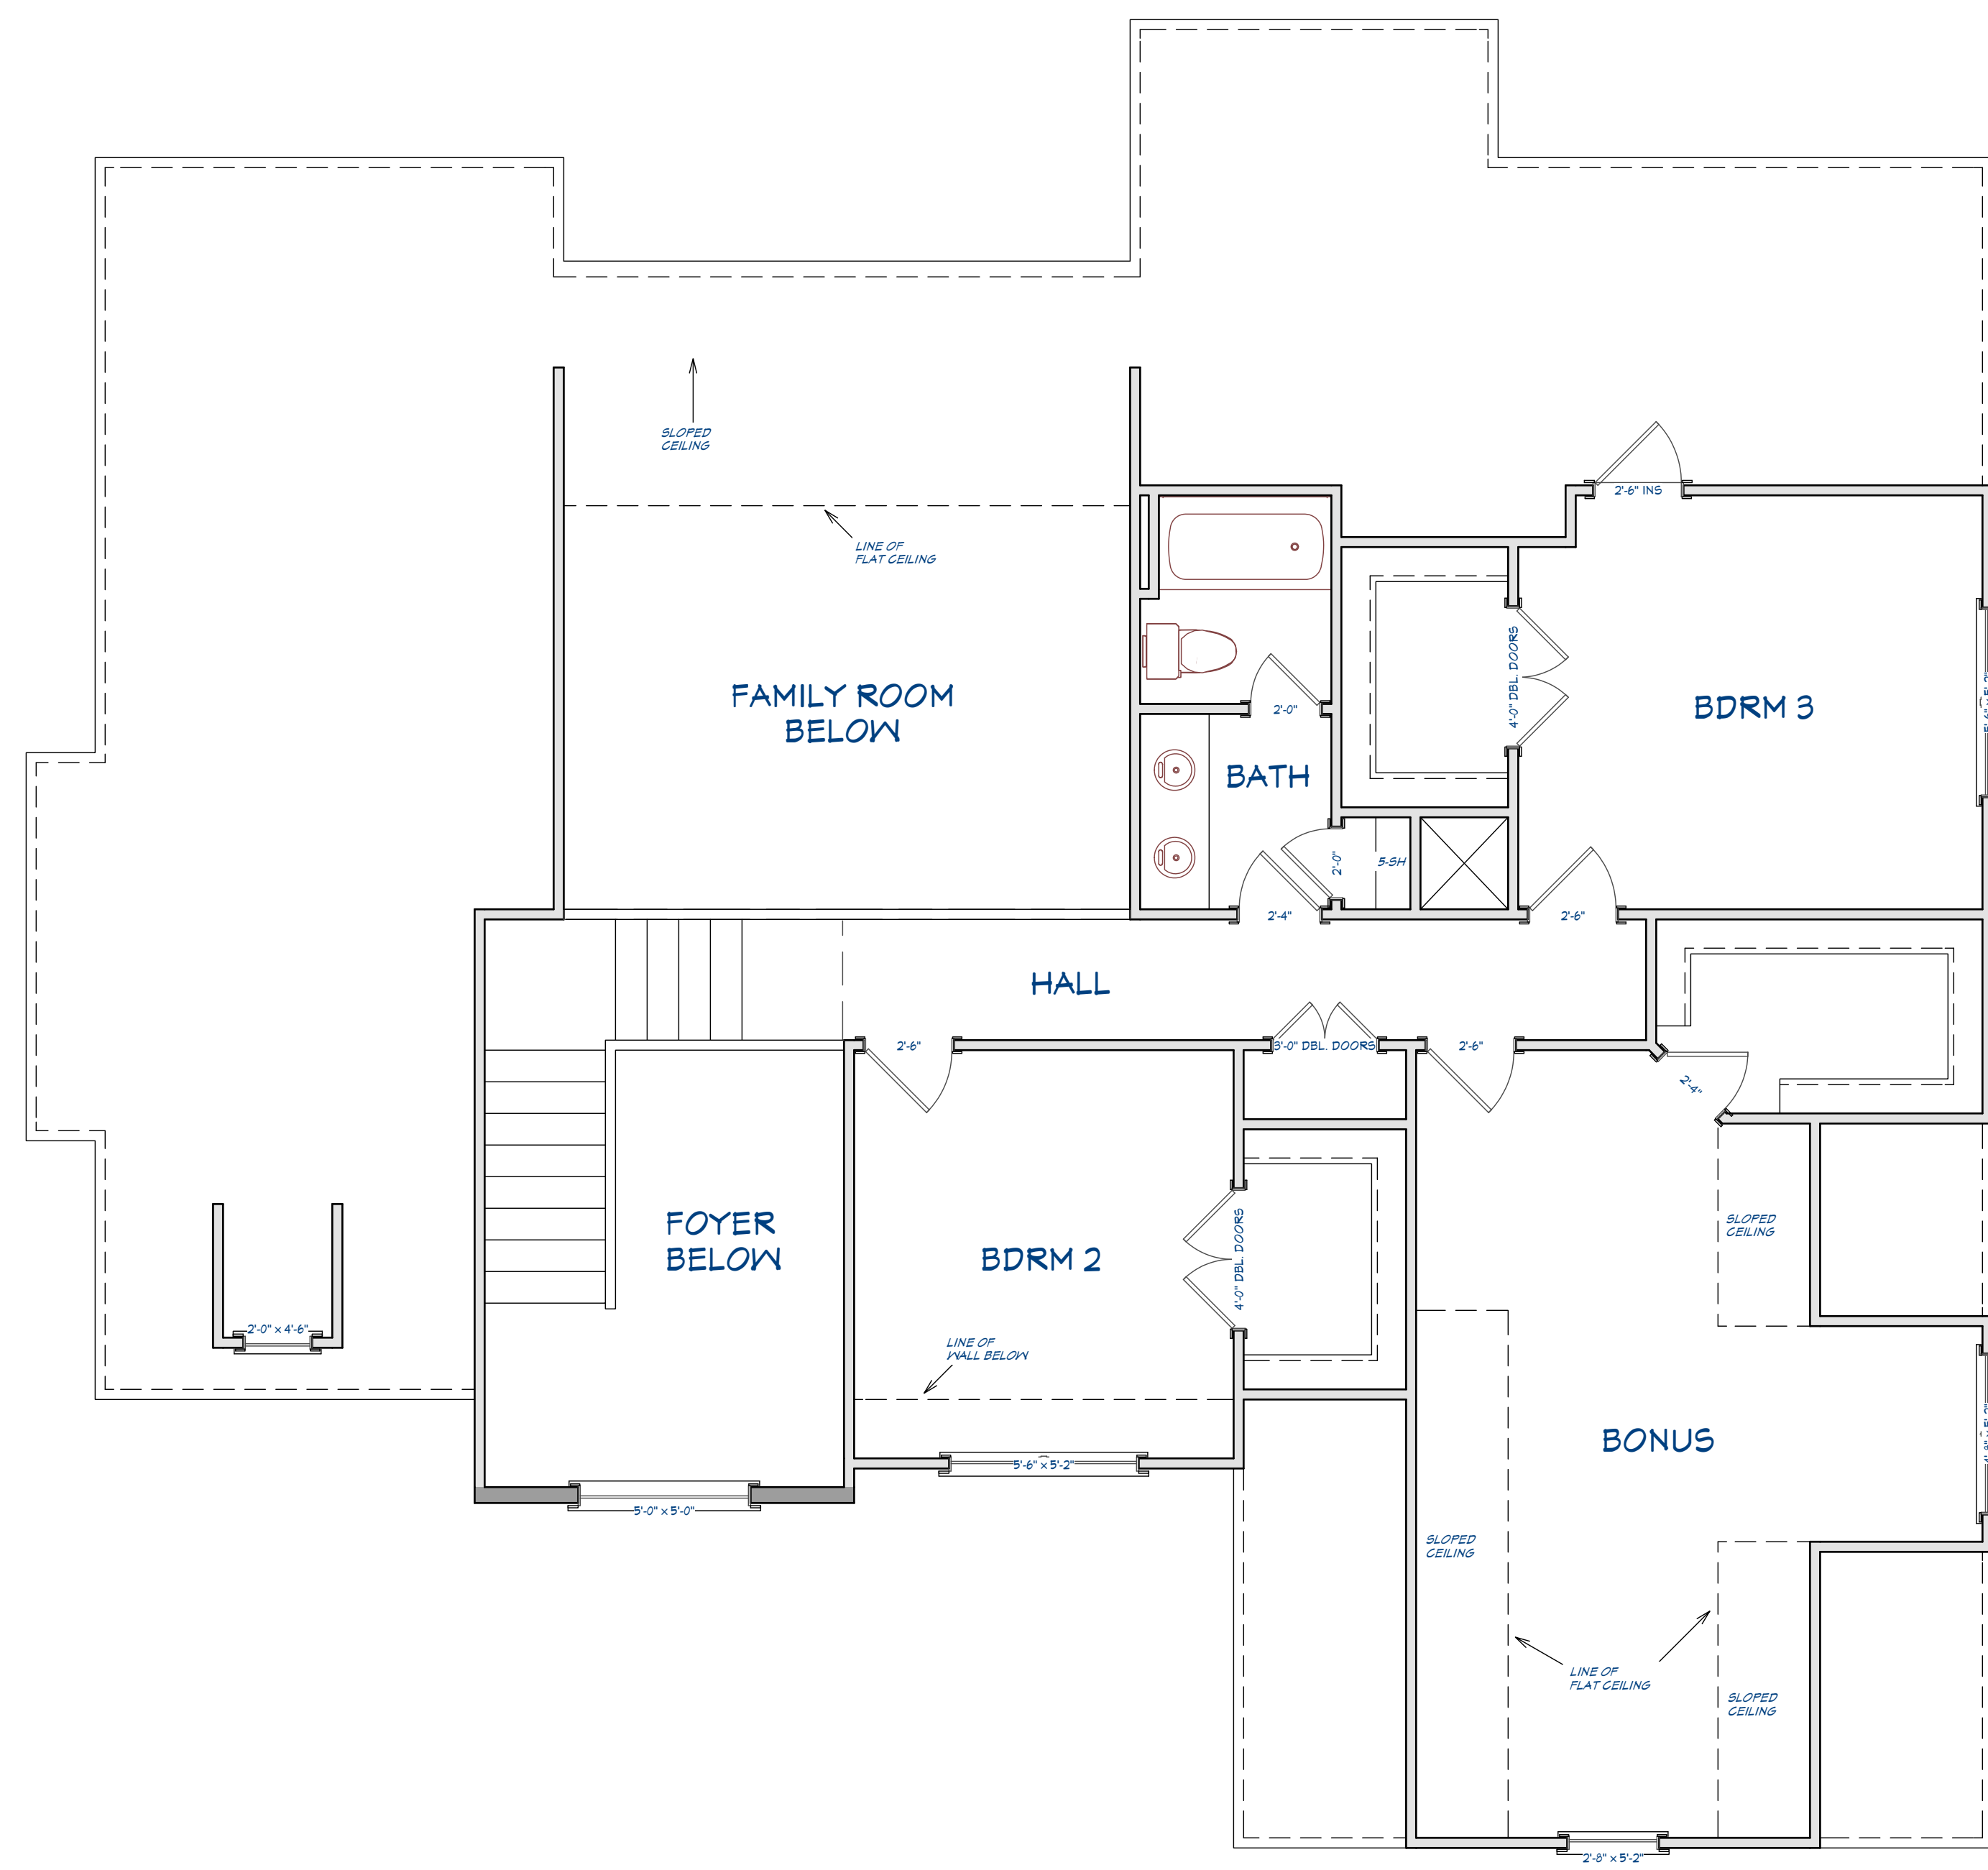 SLOPED
CEILING
2'-6" INS
LINE OF
FLAT CEILING
4'-0" DBL. DOORS
FAMILY ROOM
BELOW
BDRM 3
2'-0"
BATH
2'-0"
5-SH
2'-4"
2'-6"
HALL
2'-6"
3'-0" DBL. DOORS
2'-6"
2'-4"
FOYER
BELOW
BDRM 2
4'-0" DBL. DOORS
SLOPED
CEILING
2'-0" x 4'-6"
LINE OF
WALL BELOW
BONUS
5'-6" x 5'-2"
5'-0" x 5'-0"
SLOPED
CEILING
LINE OF
FLAT CEILING
SLOPED
CEILING
2'-8" x 5'-2"